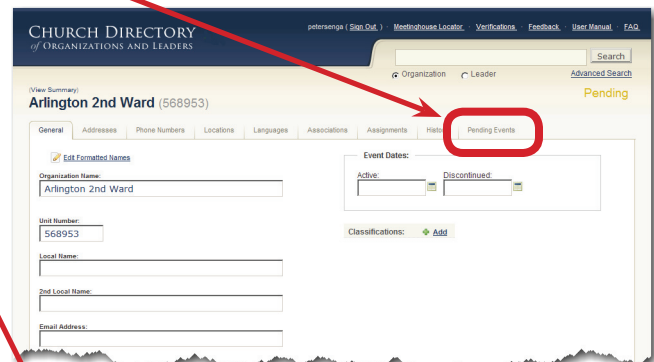 CHURCH DIRECTORY
of ORGANIZATIONS AND LEADERS
petersenga ( Sign Out ) · Meetinghouse Locator · Verifications · Feedback · User Manual · FAQ
Search
Organization Leader Advanced Search
(View Summary)
Arlington 2nd Ward (568953)
Pending
General Addresses Phone Numbers Locations Languages Associations Assignments Pending Events
Edit Formatted Names
Event Dates:
Organization Name:
Active: Discontinued:
Arlington 2nd Ward
Unit Number:
568953
Classifications: Add
Local Name:
2nd Local Name:
Email Address: